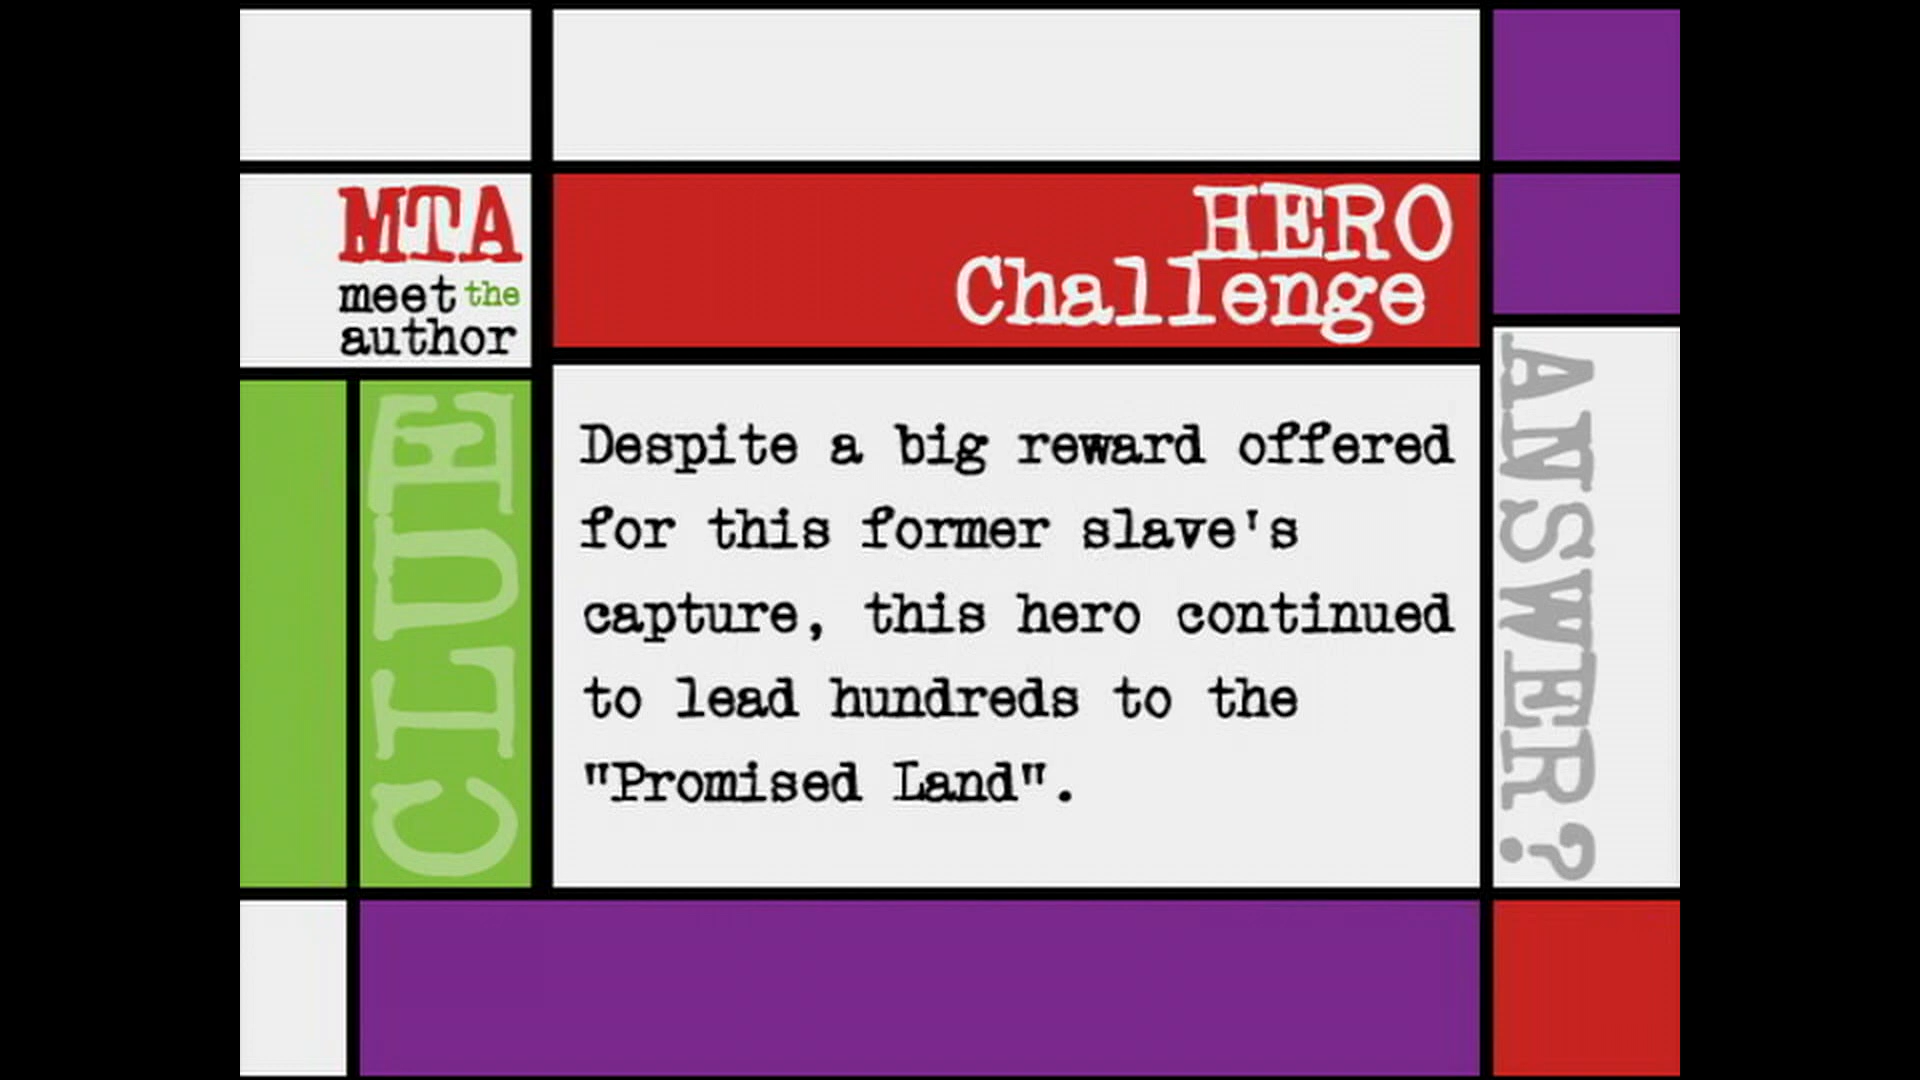 MTA
meet the
author
HERO
Challenge
CLUE
Despite a big reward offered
for this former slave's
capture, this hero continued
to lead hundreds to the
"Promised Land".
ANSWER?